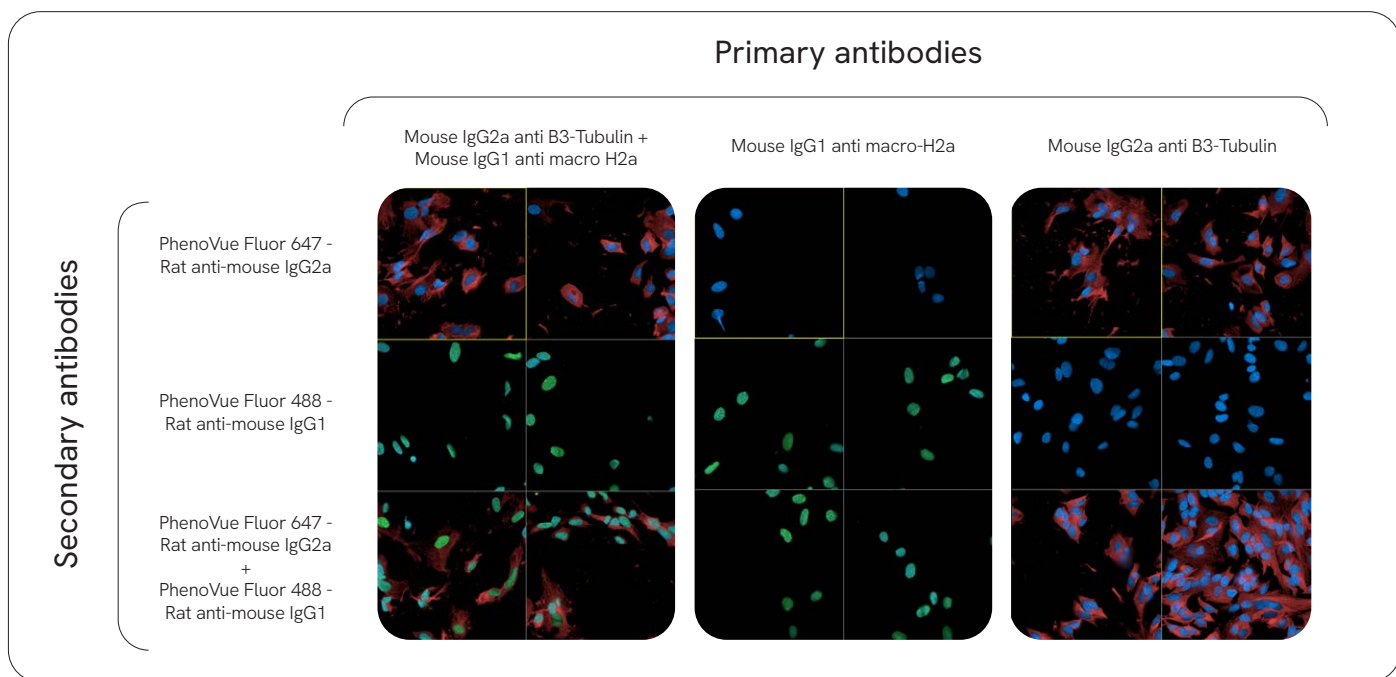 Primary antibodies
Mouse IgG2a anti B3-Tubulin +
Mouse IgG1 anti macro H2a
Mouse IgG1 anti macro-H2a
Mouse IgG2a anti B3-Tubulin
Secondary antibodies
PhenoVue Fluor 647 -
Rat anti-mouse IgG2a
PhenoVue Fluor 488 -
Rat anti-mouse IgG1
PhenoVue Fluor 647 -
Rat anti-mouse IgG2a
+
PhenoVue Fluor 488 -
Rat anti-mouse IgG1